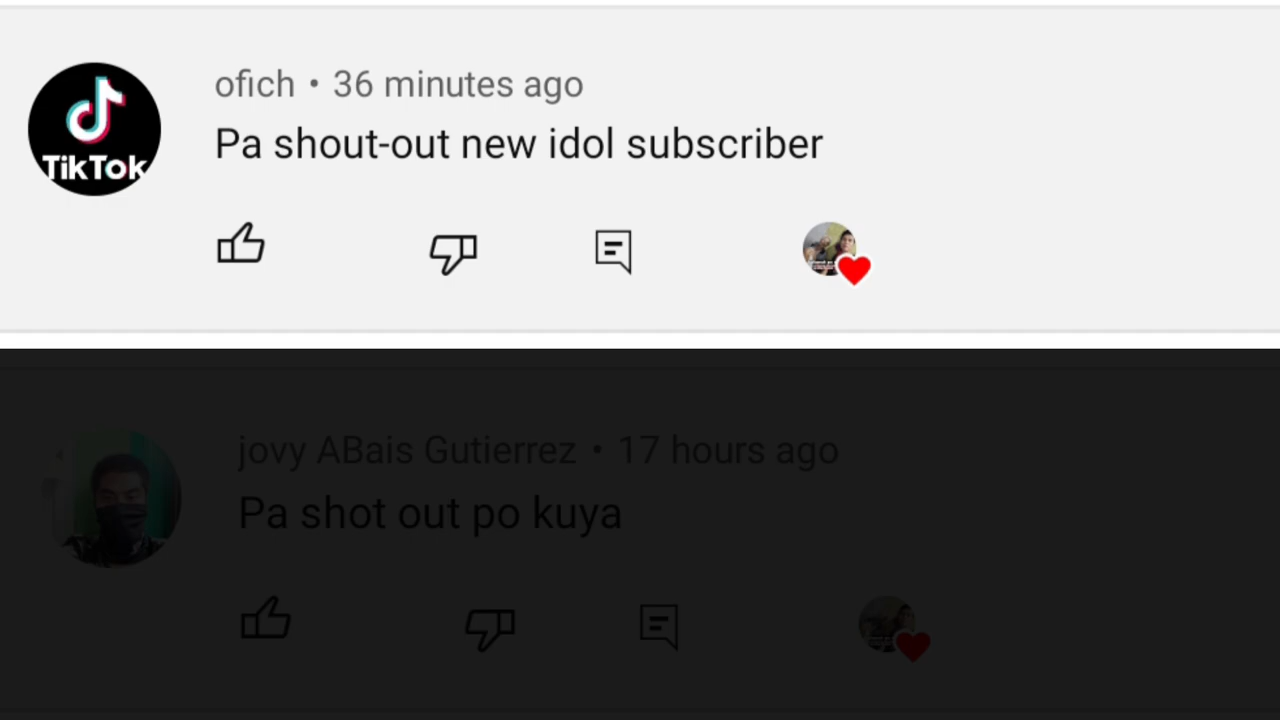 TikTok
ofich • 36 minutes ago
Pa shout-out new idol subscriber
jovy ABais Gutierrez • 17 hours ago
Pa shot out po kuya